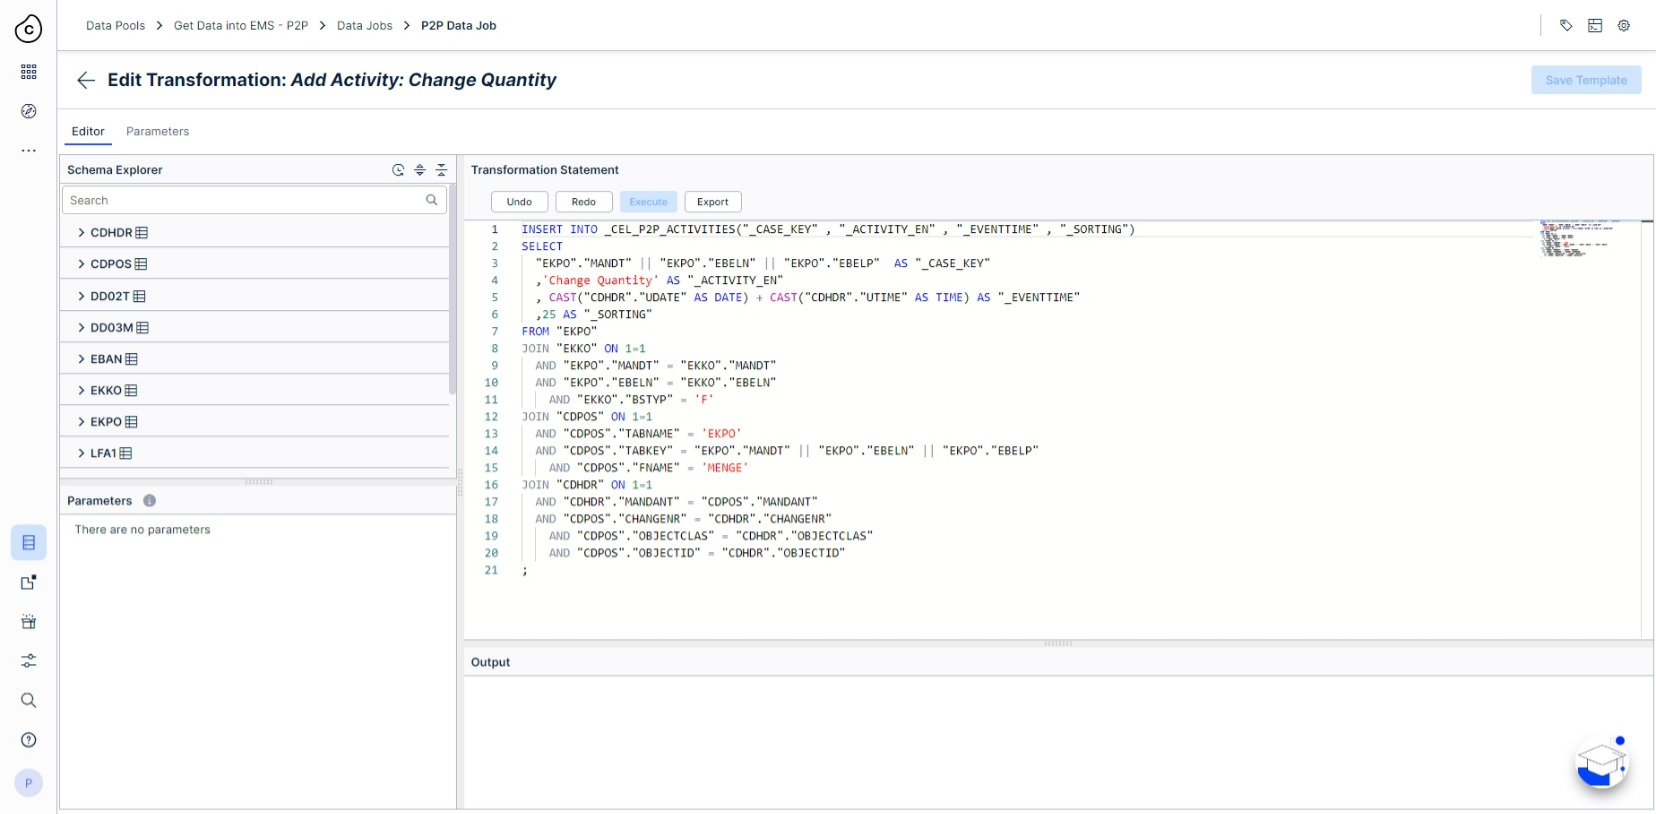 C
Data Pools > Get Data into EMS - P2P > Data Jobs > P2P Data Job
Edit Transformation: Add Activity: Change Quantity
Save Template
Editor Parameters
Schema Explorer
Search
CDHDR
CDPOS
DD02T
DD03M
EBAN
EKKO
EKPO
LFA1
Parameters
There are no parameters
P
Transformation Statement
Undo Redo Execute Export
1 INSERT INTO _CEL_P2P_ACTIVITIES("_CASE_KEY" , "_ACTIVITY_EN" , "_EVENTTIME" , "_SORTING")
2 SELECT
3 "EKPO"."MANDT" || "EKPO"."EBELN" || "EKPO"."EBELP" AS "_CASE_KEY"
4 ,'Change Quantity' AS "_ACTIVITY_EN"
5 , CAST("CDHDR"."UDATE" AS DATE) + CAST("CDHDR"."UTIME" AS TIME) AS "_EVENTTIME"
6 ,25 AS "_SORTING"
7 FROM "EKPO"
8 JOIN "EKKO" ON 1=1
9 AND "EKPO"."MANDT" = "EKKO"."MANDT"
10 AND "EKPO"."EBELN" = "EKKO"."EBELN"
11 AND "EKKO"."BSTYP" = 'F'
12 JOIN "CDPOS" ON 1=1
13 AND "CDPOS"."TABNAME" = 'EKPO'
14 AND "CDPOS"."TABKEY" = "EKPO"."MANDT" || "EKPO"."EBELN" || "EKPO"."EBELP"
15 AND "CDPOS"."FNAME" = 'MENGE'
16 JOIN "CDHDR" ON 1=1
17 AND "CDHDR"."MANDANT" = "CDPOS"."MANDANT"
18 AND "CDPOS"."CHANGENR" = "CDHDR"."CHANGENR"
19 AND "CDPOS"."OBJECTCLAS" = "CDHDR"."OBJECTCLAS"
20 AND "CDPOS"."OBJECTID" = "CDHDR"."OBJECTID"
21 ;
Output